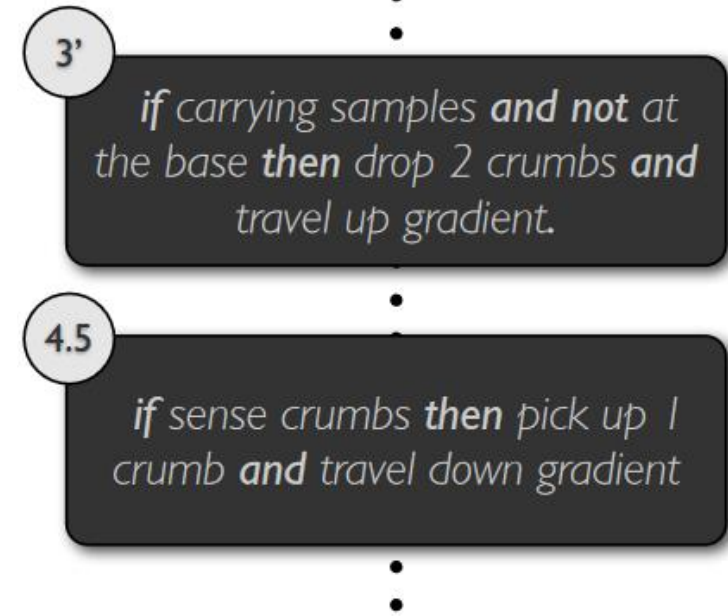 3’
if carrying samples and not at
the base then drop 2 crumbs and
travel up gradient.
4.5
if sense crumbs then pick up 1
crumb and travel down gradient